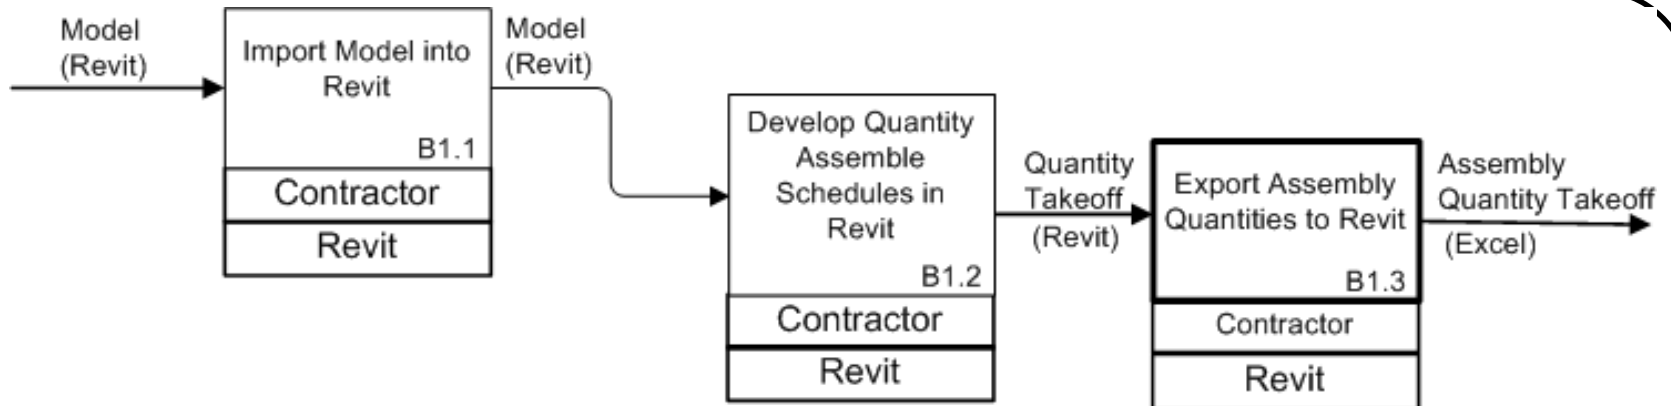 Model
(Revit)
Import Model into
Revit
B1.1
Contractor
Revit
Model
(Revit)
Develop Quantity
Assemble
Schedules in
Revit
B1.2
Contractor
Revit
Quantity
Takeoff
(Revit)
Export Assembly
Quantities to Revit
B1.3
Contractor
Revit
Assembly
Quantity Takeoff
(Excel)